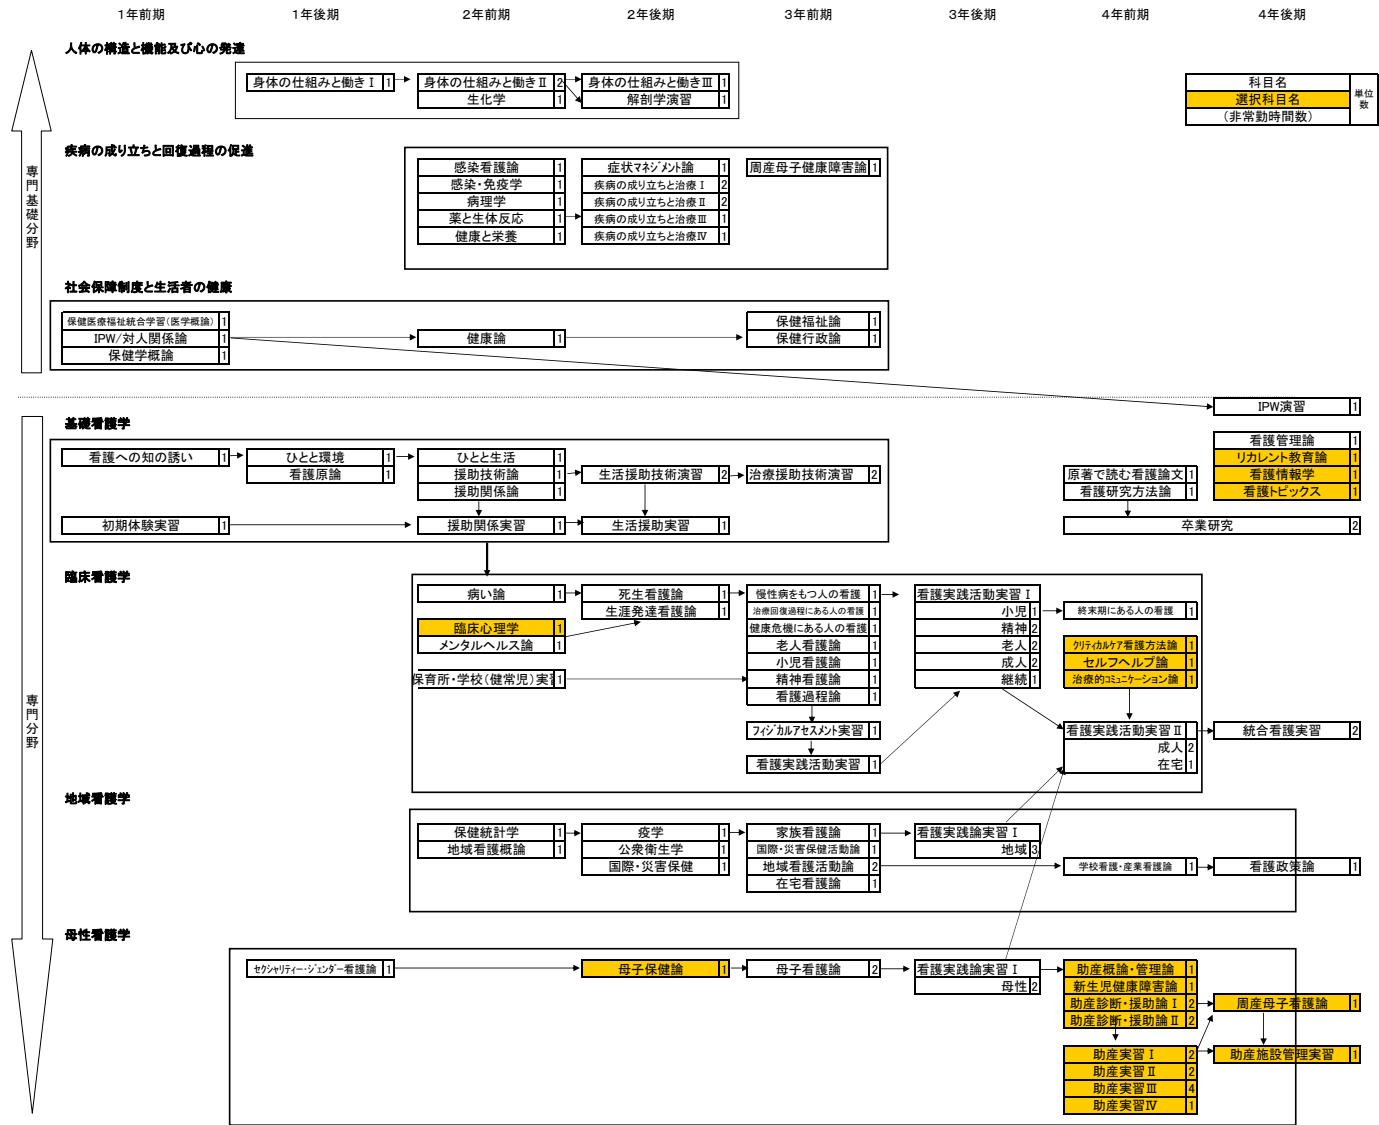 1年前期 1年後期 2年前期 2年後期 3年前期 3年後期 4年前期 4年後期
人体の構造と機能及び心の発達
身体の仕組みと働きⅠ 1 身体の仕組みと働きⅡ 2 身体の仕組みと働きⅢ 1
生化学 1 解剖学演習 1
科目名
選択科目名
(非常勤時間数)
単位数
専門基礎分野
疾病の成り立ちと回復過程の促進
感染看護論 1 症状マネジメント論 1 周産母子健康障害論 1
感染・免疫学 1 疾病の成り立ちと治療Ⅰ 2
病理学 1 疾病の成り立ちと治療Ⅱ 2
薬と生体反応 1 疾病の成り立ちと治療Ⅲ 1
健康と栄養 1 疾病の成り立ちと治療Ⅳ 1
社会保障制度と生活者の健康
保健医療福祉統合学習(医学概論) 1 保健福祉論 1
IPW/対人関係論 1 健康論 1 保健行政論 1
保健学概論 1
IPW演習 1
専門分野
基礎看護学
看護管理論 1
看護への知の誘い 1 ひとと環境 1 ひとと生活 1 リカレント教育論 1
看護原論 1 援助技術論 1 生活援助技術演習 2 治療援助技術演習 2 原著で読む看護論文 1 看護情報学 1
援助関係論 1 看護研究方法論 1 看護トピックス 1
初期体験実習 1 援助関係実習 1 生活援助実習 1 卒業研究 2
臨床看護学
病い論 1 死生看護論 1 慢性病をもつ人の看護 1 看護実践活動実習Ⅰ
生涯発達看護論 1 治療回復過程にある人の看護 1 小児 1 終末期にある人の看護 1
臨床心理学 1 健康危機にある人の看護 1 精神 2
メンタルヘルス論 1 老人看護論 1 老人 2 クリティカルケア看護方法論 1
小児看護論 1 成人 2 セルフヘルプ論 1
保育所・学校(健常児)実習 1 精神看護論 1 継続 1 治療的コミュニケーション論 1
看護過程論 1
フィジカルアセスメント実習 1 看護実践活動実習Ⅱ 統合看護実習 2
成人 2
看護実践活動実習 1 在宅 1
地域看護学
保健統計学 1 疫学 1 家族看護論 1 看護実践論実習Ⅰ
地域看護概論 1 公衆衛生学 1 国際・災害保健活動論 1 地域 3
国際・災害保健 1 地域看護活動論 2 学校看護・産業看護論 1 看護政策論 1
在宅看護論 1
母性看護学
セクシャリティー・ジェンダー看護論 1 母子保健論 1 母子看護論 2 看護実践論実習Ⅰ 助産概論・管理論 1
母性 2 新生児健康障害論 1
助産診断・援助論Ⅰ 2 周産母子看護論 1
助産診断・援助論Ⅱ 2
助産実習Ⅰ 2 助産施設管理実習 1
助産実習Ⅱ 2
助産実習Ⅲ 4
助産実習Ⅳ 1